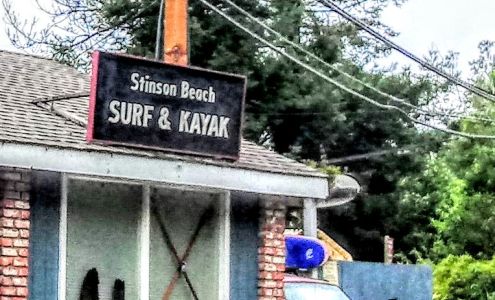 Stinson Beach
SURF & KAYAK